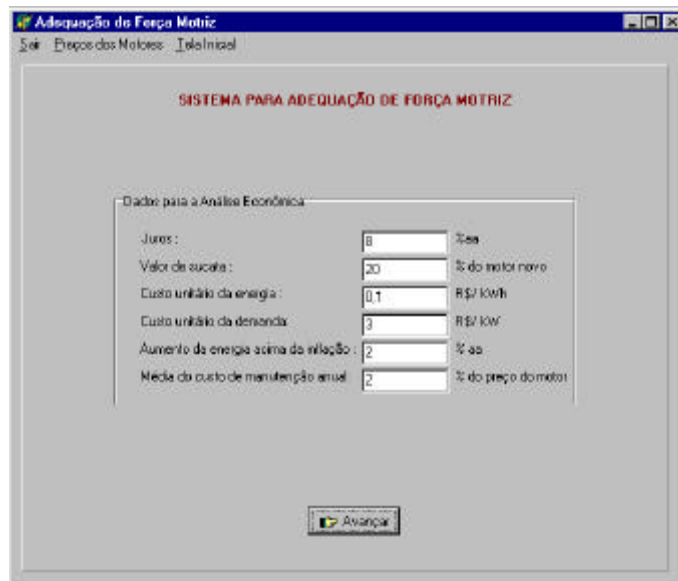 Adequação de Força Motriz
Sair Preços dos Motores Tela Inicial
SISTEMA PARA ADEQUAÇÃO DE FORÇA MOTRIZ
Dados para a Análise Econômica
Juros : 8 %aa
Valor de sucata : 20 % do motor novo
Custo unitário da energia : 0,1 R$/ kWh
Custo unitário da demanda: 3 R$/ kW
Aumento da energia acima da inflação : 2 % aa
Média do custo de manutenção anual 2 % do preço do motor
Avançar